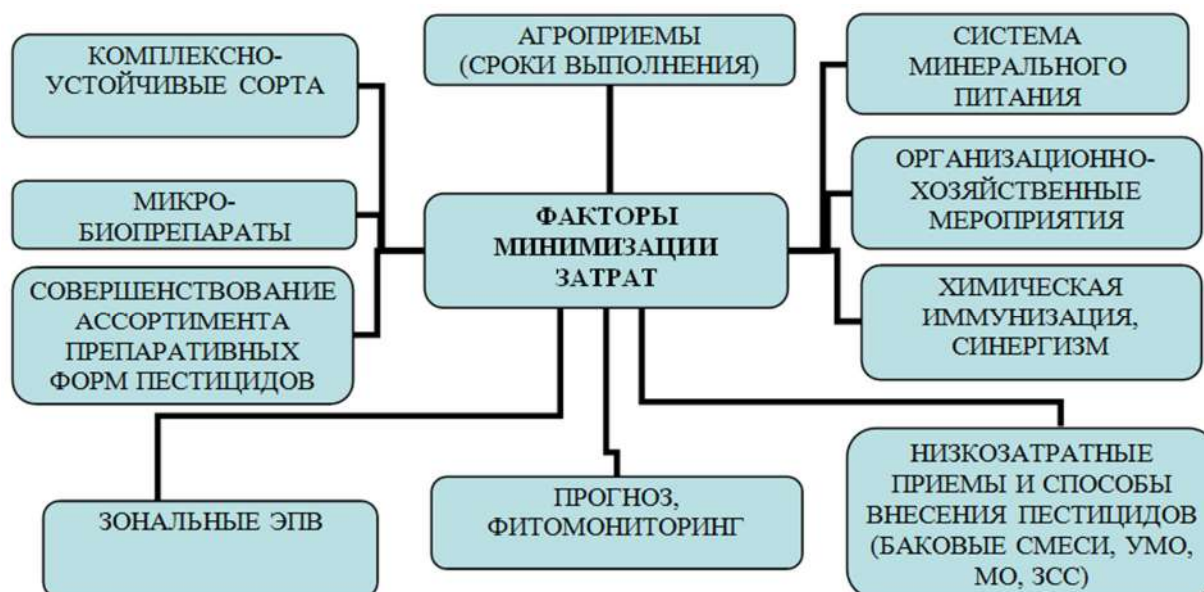 КОМПЛЕКСНО-
УСТОЙЧИВЫЕ СОРТА
АГРОПРИЕМЫ
(СРОКИ ВЫПОЛНЕНИЯ)
СИСТЕМА
МИНЕРАЛЬНОГО
ПИТАНИЯ
МИКРО-
БИОПРЕПАРАТЫ
ФАКТОРЫ
МИНИМИЗАЦИИ
ЗАТРАТ
ОРГАНИЗАЦИОННО-
ХОЗЯЙСТВЕННЫЕ
МЕРОПРИЯТИЯ
СОВЕРШЕНСТВОВАНИЕ
АССОРТИМЕНТА
ПРЕПАРАТИВНЫХ
ФОРМ ПЕСТИЦИДОВ
ХИМИЧЕСКАЯ
ИММУНИЗАЦИЯ,
СИНЕРГИЗМ
ЗОНАЛЬНЫЕ ЭПВ
ПРОГНОЗ,
ФИТОМОНИТОРИНГ
НИЗКОЗАТРАТНЫЕ
ПРИЕМЫ И СПОСОБЫ
ВНЕСЕНИЯ ПЕСТИЦИДОВ
(БАКОВЫЕ СМЕСИ, УМО,
МО, ЗСС)